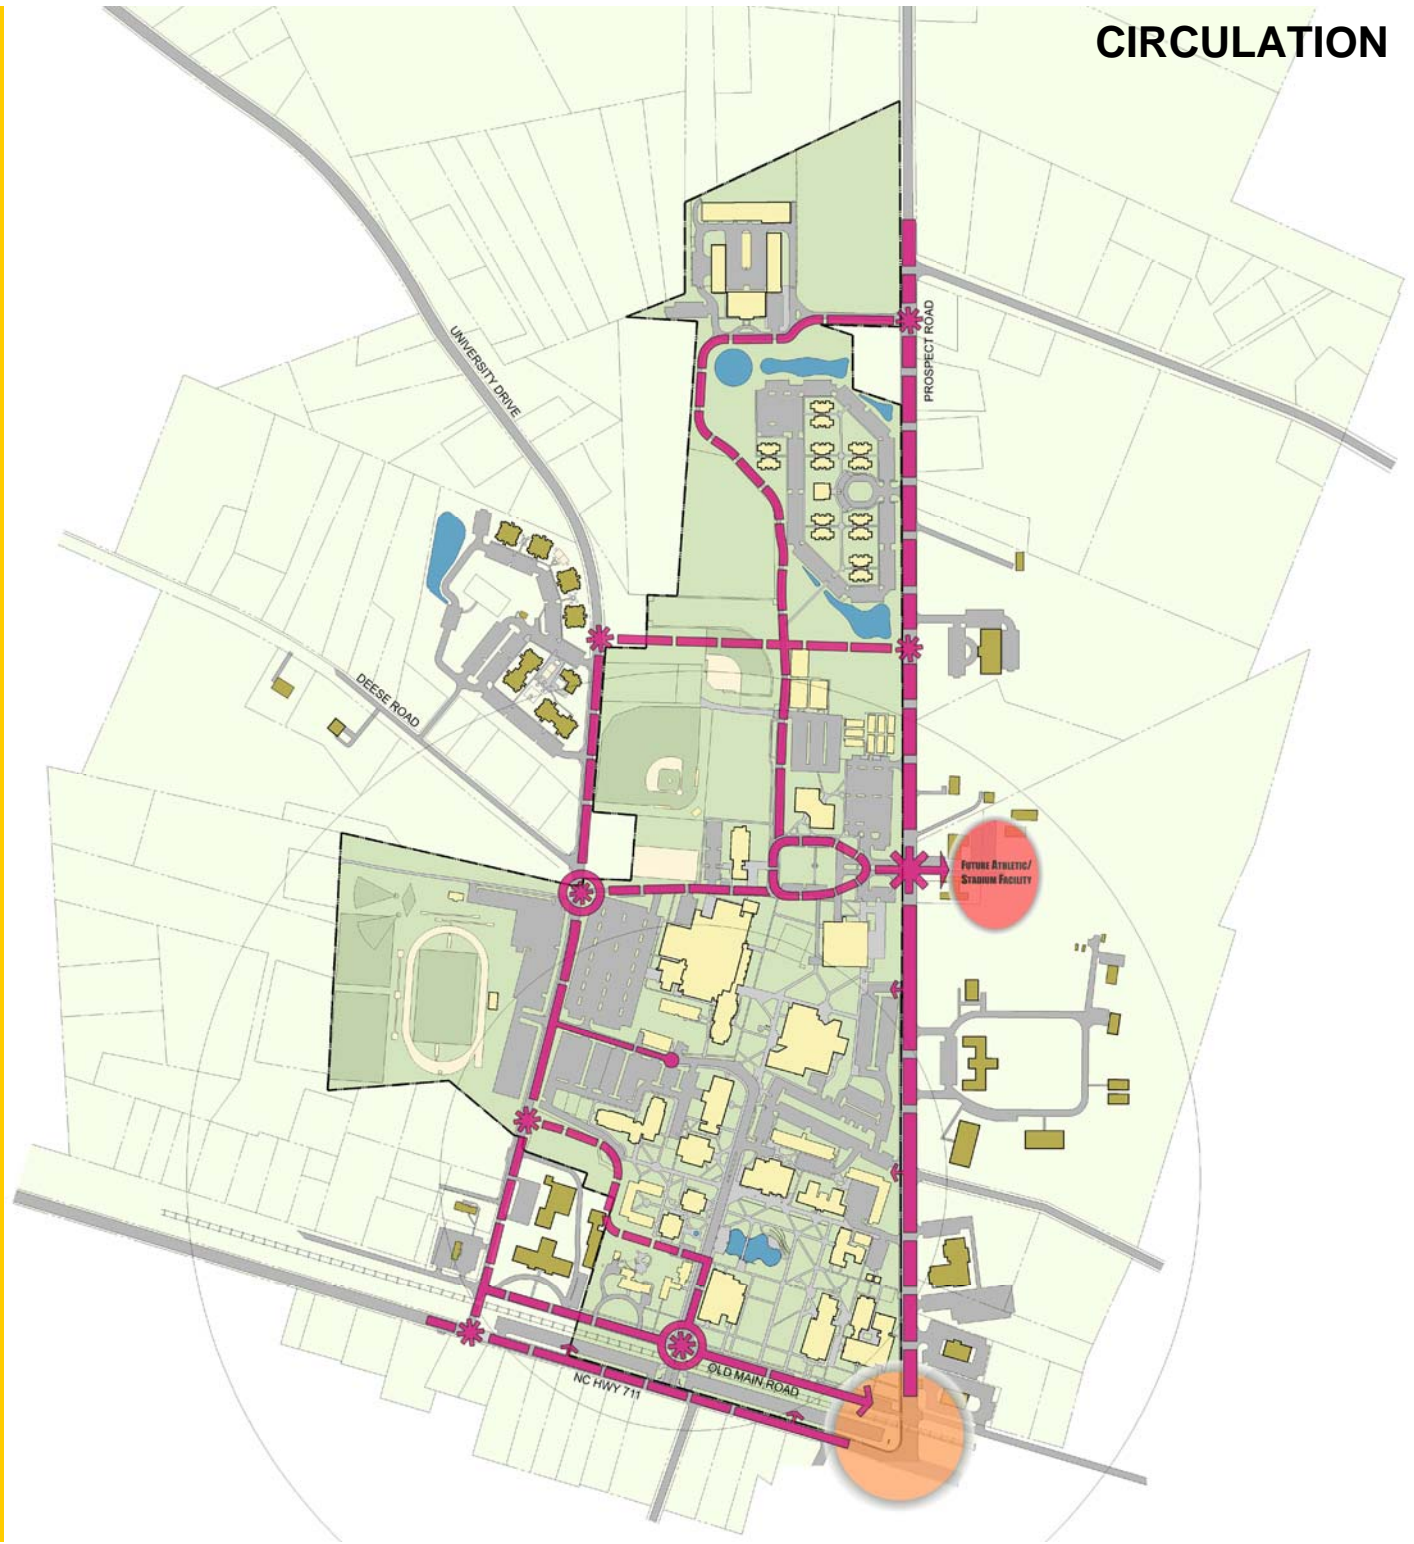 CIRCULATION
UNIVERSITY DRIVE
PROSPECT ROAD
DEESE ROAD
FUTURE ATHLETIC/
STADIUM FACILITY
OLD MAIN ROAD
NC HWY 711